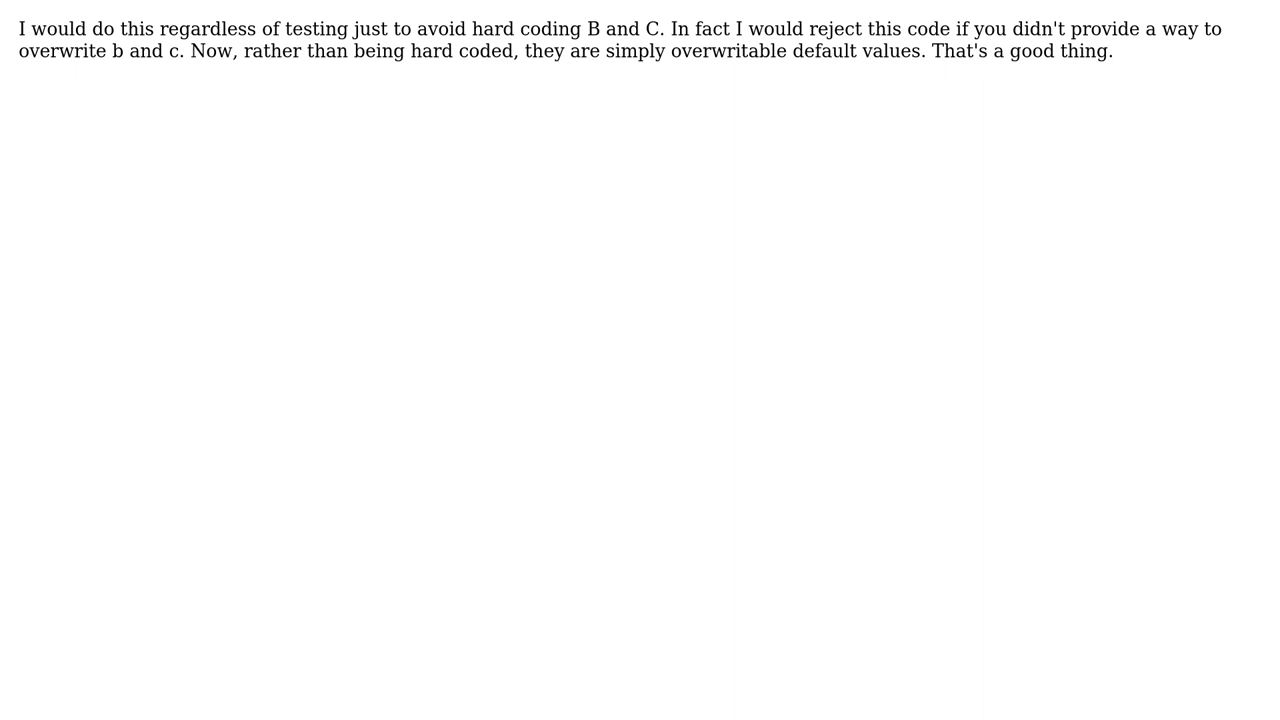 I would do this regardless of testing just to avoid hard coding B and C. In fact I would reject this code if you didn't provide a way to
overwrite b and c. Now, rather than being hard coded, they are simply overwritable default values. That's a good thing.